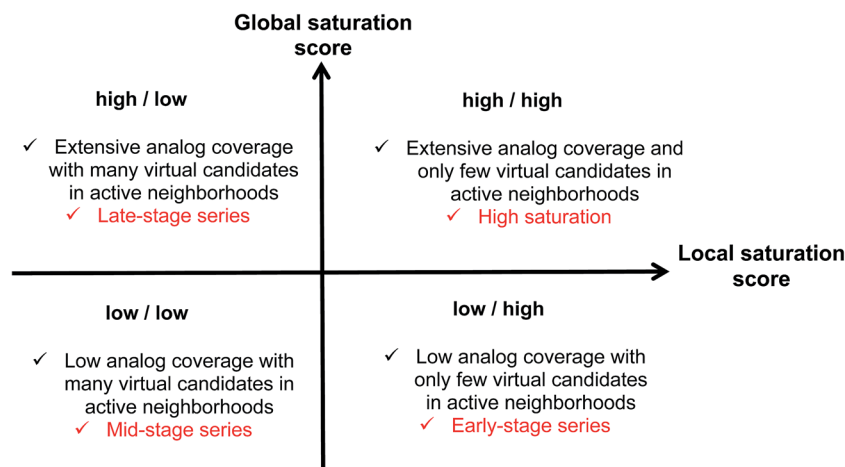 Global saturation
score
high / low
✓ Extensive analog coverage
with many virtual candidates
in active neighborhoods
✓ Late-stage series
high / high
✓ Extensive analog coverage and
only few virtual candidates in
active neighborhoods
✓ High saturation
Local saturation
score
low / low
✓ Low analog coverage with
many virtual candidates in
active neighborhoods
✓ Mid-stage series
low / high
✓ Low analog coverage with
only few virtual candidates
in active neighborhoods
✓ Early-stage series